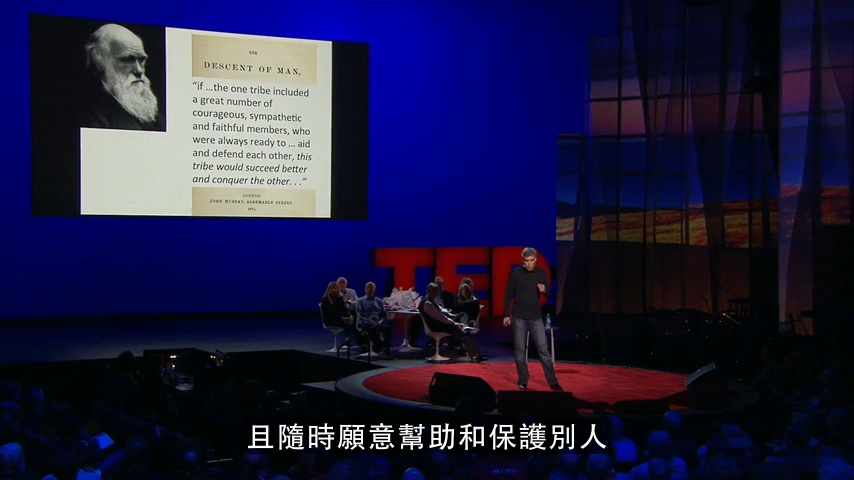 THE
DESCENT OF MAN,
“if …the one tribe included
a great number of
courageous, sympathetic
and faithful members, who
were always ready to … aid
and defend each other, this
tribe would succeed better
and conquer the other. . .”
LONDON:
JOHN MURRAY, ALBEMARLE STREET,
1871.
TED
且隨時願意幫助和保護別人